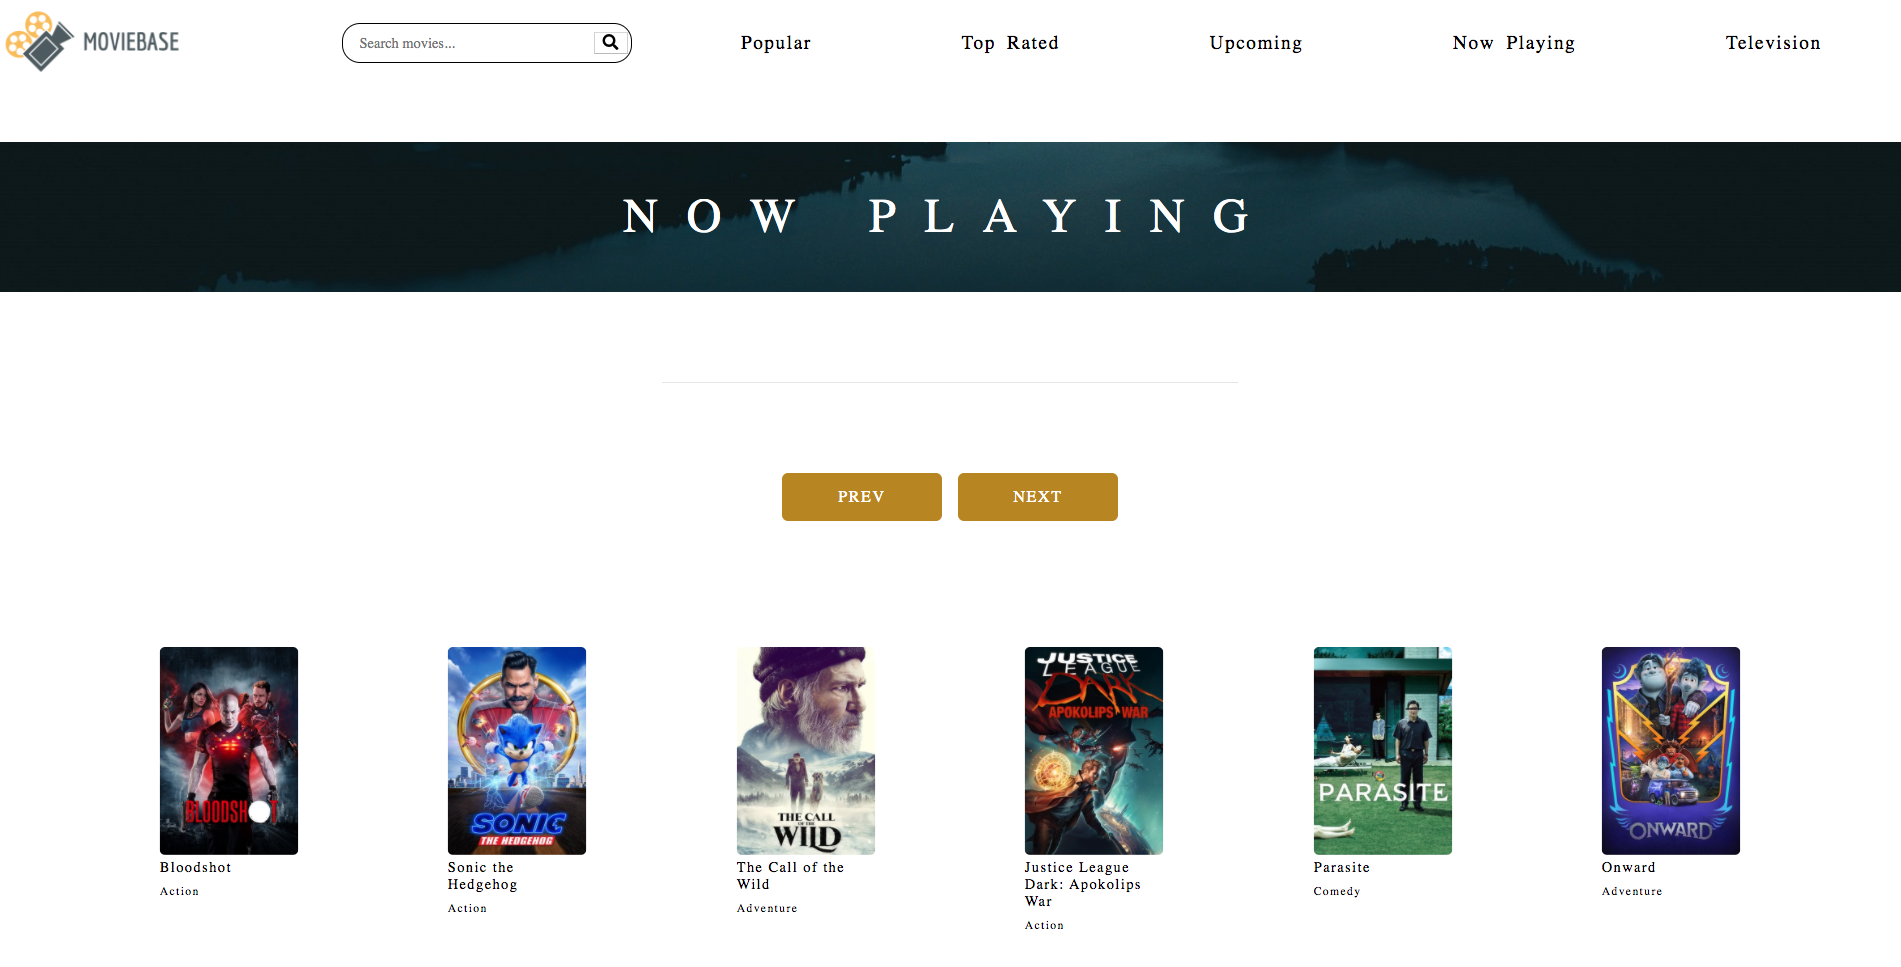 MOVIEBASE
Search movies...
Popular
Top Rated
Upcoming
Now Playing
Television
NOW PLAYING
PREV
NEXT
BLOODSH T
SONIC
THE HEDGEHOG
THE CALL
OF THE
WILD
JUSTICE
LEAGUE
DARK
APOKOLIPS WAR
PARASITE
ONWARD
Bloodshot
Action
Sonic the
Hedgehog
Action
The Call of the
Wild
Adventure
Justice League
Dark: Apokolips
War
Action
Parasite
Comedy
Onward
Adventure